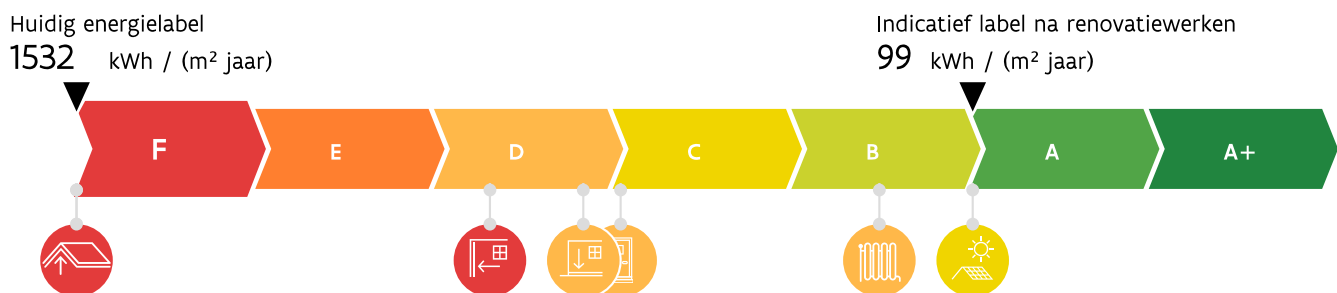 Huidig energielabel
1532 kWh / (m² jaar)
Indicatief label na renovatiewerken
99 kWh / (m² jaar)
F E D C B A A+